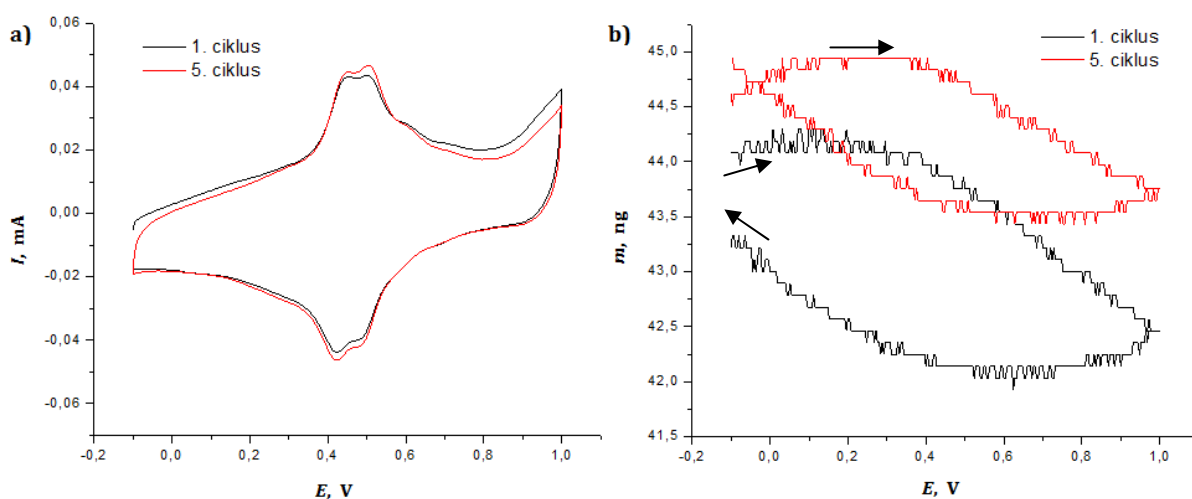 a)
1. ciklus
5. ciklus
I, mA
0,06
0,04
0,02
0,00
-0,02
-0,04
-0,06
-0,2 0,0 0,2 0,4 0,6 0,8 1,0
E, V
b)
1. ciklus
5. ciklus
m, ng
45,0
44,5
44,0
43,5
43,0
42,5
42,0
41,5
-0,2 0,0 0,2 0,4 0,6 0,8 1,0
E, V